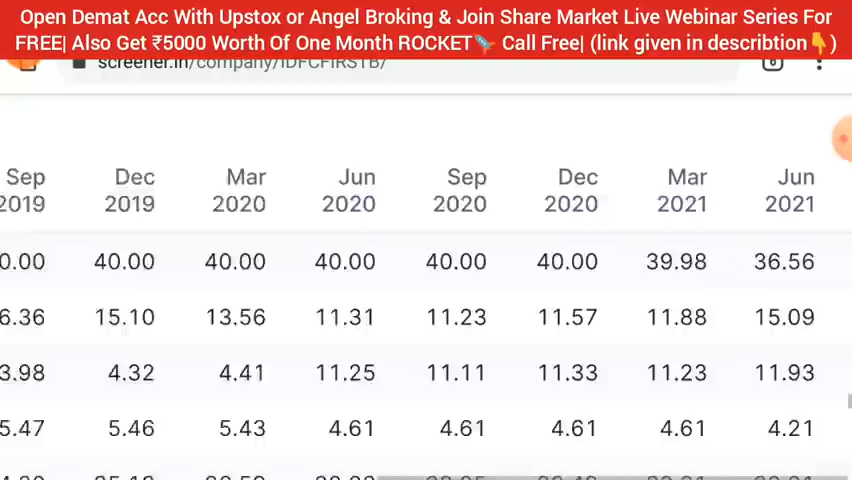 Open Demat Acc With Upstox or Angel Broking & Join Share Market Live Webinar Series For
FREE| Also Get ₹5000 Worth Of One Month ROCKET🚀 Call Free| (link given in describtion👇)
screener.in/company/IDFCFIRSTB/
Sep Dec Mar Jun Sep Dec Mar Jun
2019 2019 2020 2020 2020 2020 2021 2021
0.00 40.00 40.00 40.00 40.00 40.00 39.98 36.56
6.36 15.10 13.56 11.31 11.23 11.57 11.88 15.09
3.98 4.32 4.41 11.25 11.11 11.33 11.23 11.93
5.47 5.46 5.43 4.61 4.61 4.61 4.61 4.21